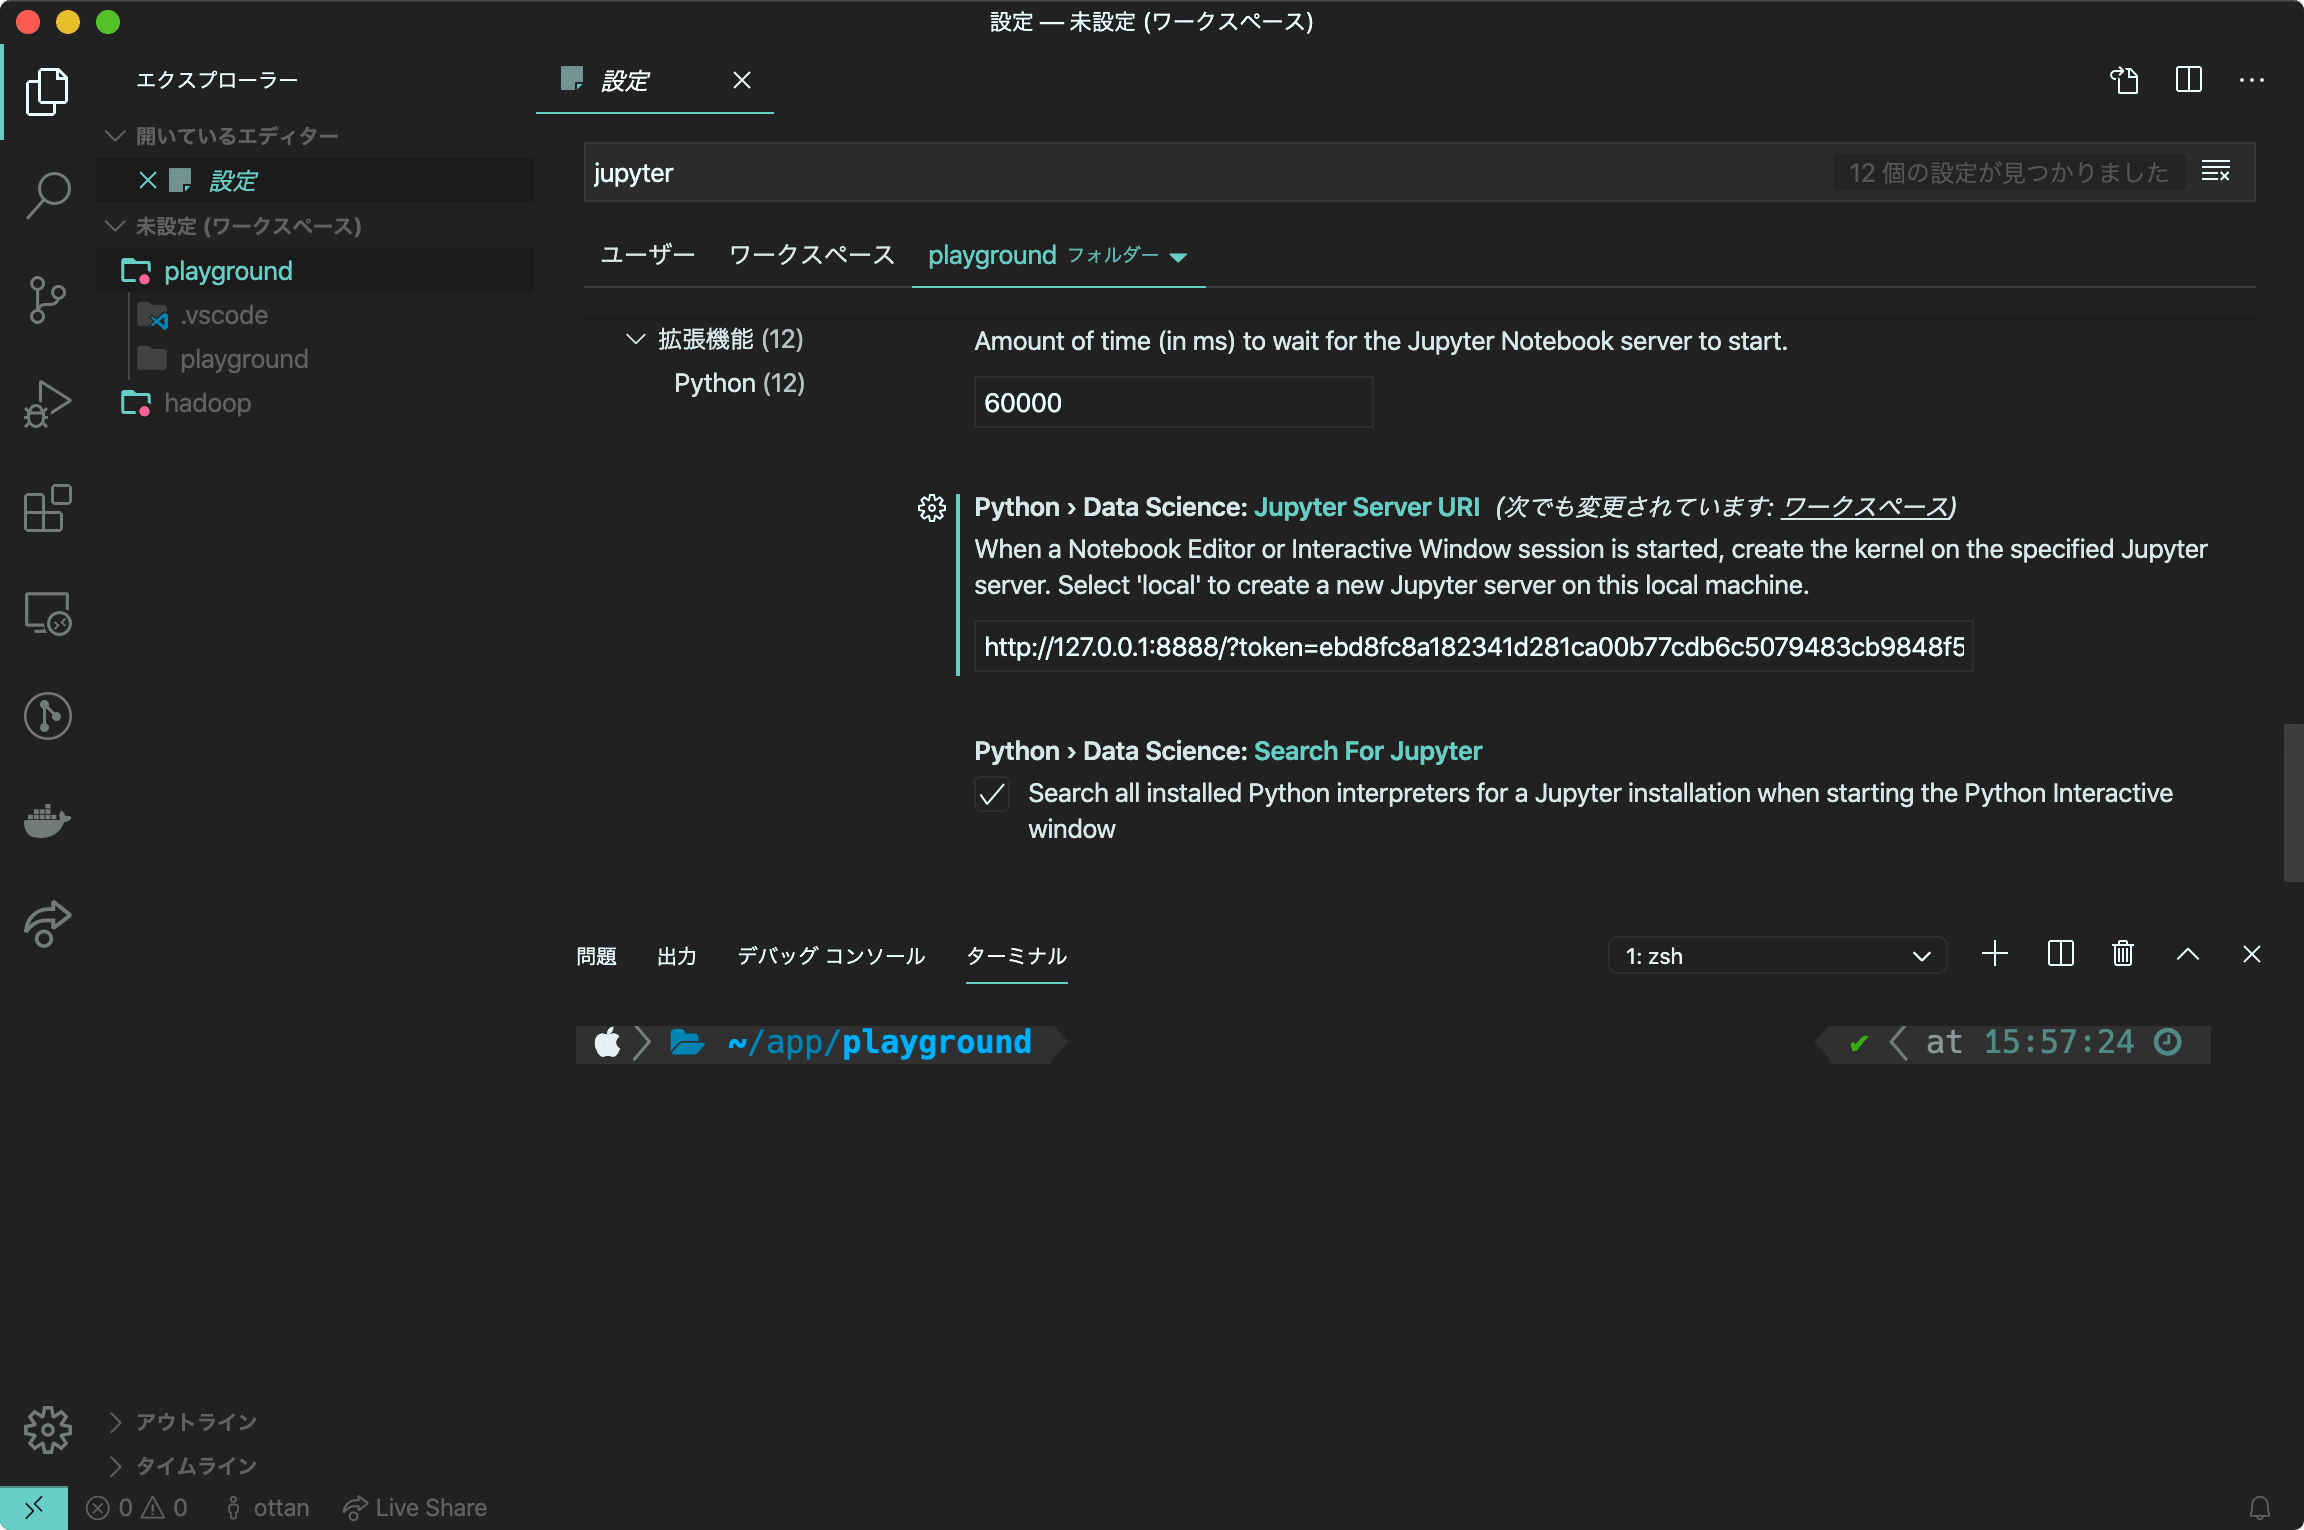 設定 — 未設定 (ワークスペース)
エクスプローラー
開いているエディター
設定
未設定 (ワークスペース)
playground
.vscode
playground
hadoop
アウトライン
タイムライン
設定
jupyter
12 個の設定が見つかりました
ユーザー ワークスペース playground フォルダー
拡張機能 (12)
Python (12)
Amount of time (in ms) to wait for the Jupyter Notebook server to start.
60000
Python › Data Science: Jupyter Server URI (次でも変更されています: ワークスペース)
When a Notebook Editor or Interactive Window session is started, create the kernel on the specified Jupyter
server. Select 'local' to create a new Jupyter server on this local machine.
http://127.0.0.1:8888/?token=ebd8fc8a182341d281ca00b77cdb6c5079483cb9848f5
Python › Data Science: Search For Jupyter
Search all installed Python interpreters for a Jupyter installation when starting the Python Interactive
window
問題 出力 デバッグ コンソール ターミナル
1: zsh
~/app/playground
✔ at 15:57:24
0 0 ottan Live Share